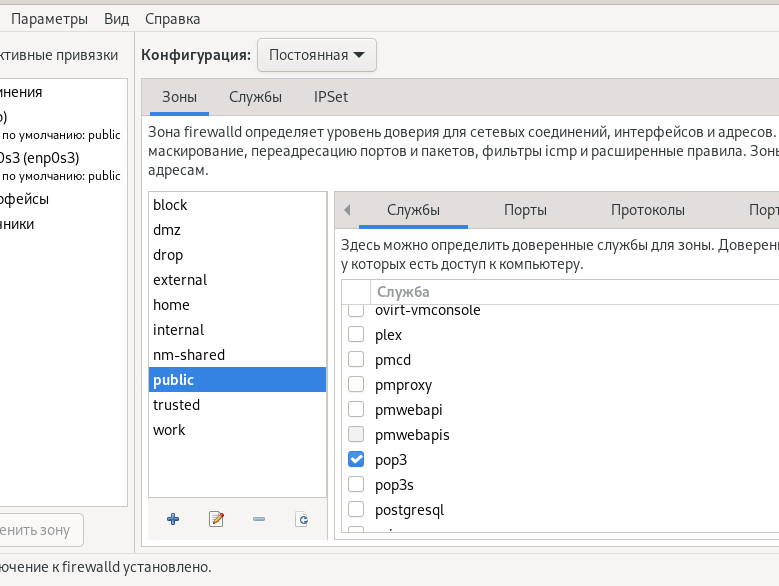 Параметры Вид Справка
ктивные привязки
Конфигурация: Постоянная
инения
о)
по умолчанию: public
0s3 (enp0s3)
по умолчанию: public
рфейсы
чники
енить зону
Зоны Службы IPSet
Зона firewalld определяет уровень доверия для сетевых соединений, интерфейсов и адресов.
маскирование, переадресацию портов и пакетов, фильтры icmp и расширенные правила. Зоны
адресам.
block
dmz
drop
external
home
internal
nm-shared
public
trusted
work
Службы Порты Протоколы Порт
Здесь можно определить доверенные службы для зоны. Доверенн
у которых есть доступ к компьютеру.
Служба
ovirt-vmconsole
plex
pmcd
pmproxy
pmwebapi
pmwebapis
pop3
pop3s
postgresql
ючение к firewalld установлено.